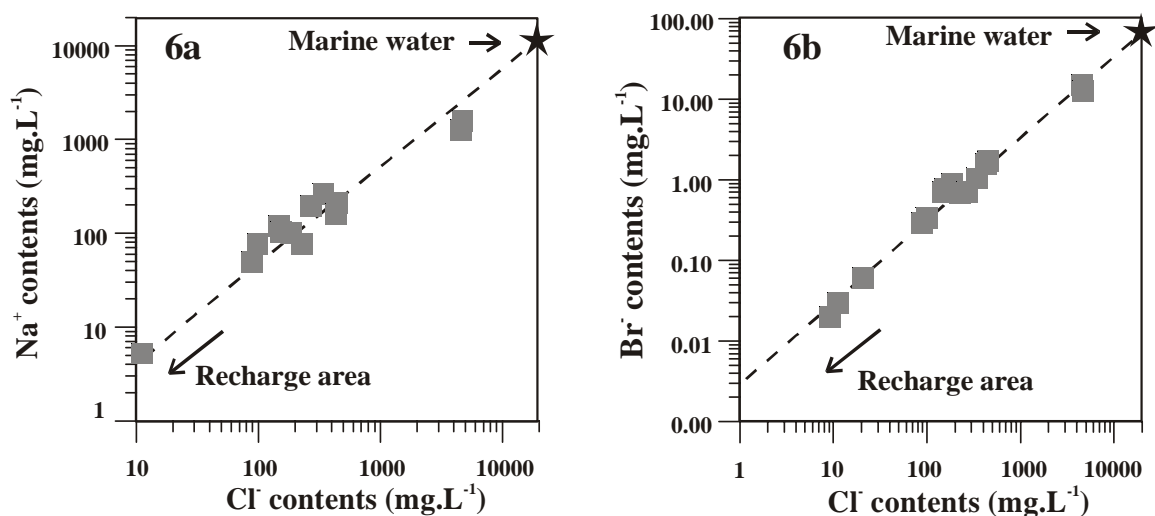 6a
Marine water
10000
1000
100
10
1
Na+ contents (mg.L-1)
Recharge area
10 100 1000 10000
Cl- contents (mg.L-1)
6b
Marine water
100.00
10.00
1.00
0.10
0.01
0.00
Br- contents (mg.L-1)
Recharge area
1 10 100 1000 10000
Cl- contents (mg.L-1)